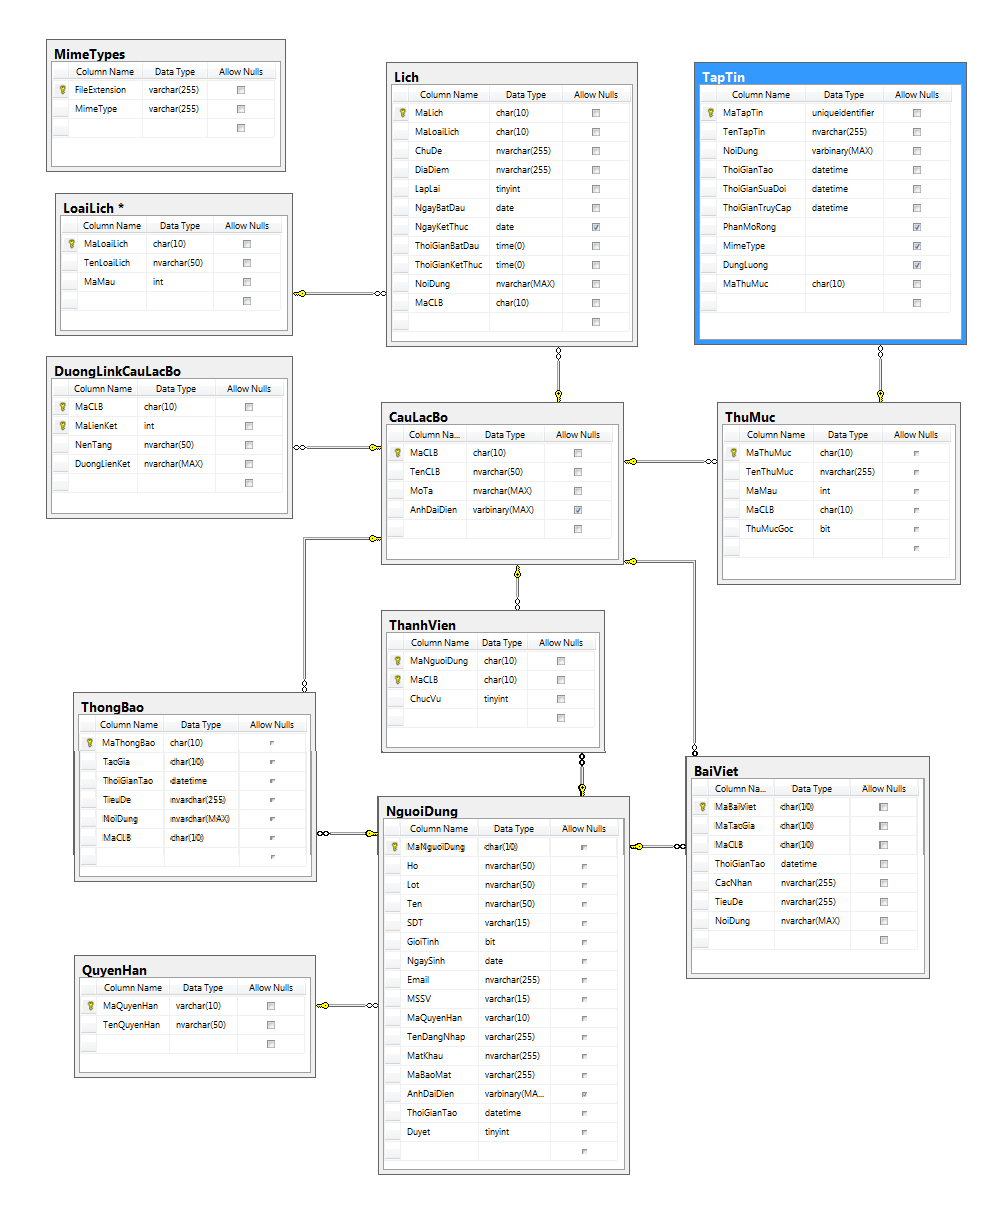 MimeTypes
Column Name Data Type Allow Nulls
FileExtension varchar(255)
MimeType varchar(255)
LoaiLich *
Column Name Data Type Allow Nulls
MaLoaiLich char(10)
TenLoaiLich nvarchar(50)
MaMau int
Lich
Column Name Data Type Allow Nulls
MaLich char(10)
MaLoaiLich char(10)
ChuDe nvarchar(255)
DiaDiem nvarchar(255)
LapLai tinyint
NgayBatDau date
NgayKetThuc date
ThoiGianBatDau time(0)
ThoiGianKetThuc time(0)
NoiDung nvarchar(MAX)
MaCLB char(10)
TapTin
Column Name Data Type Allow Nulls
MaTapTin uniqueidentifier
TenTapTin nvarchar(255)
NoiDung varbinary(MAX)
ThoiGianTao datetime
ThoiGianSuaDoi datetime
ThoiGianTruyCap datetime
PhanMoRong
MimeType
DungLuong
MaThuMuc char(10)
DuongLinkCauLacBo
Column Name Data Type Allow Nulls
MaCLB char(10)
MaLienKet int
NenTang nvarchar(50)
DuongLienKet nvarchar(MAX)
CauLacBo
Column Na... Data Type Allow Nulls
MaCLB char(10)
TenCLB nvarchar(50)
MoTa nvarchar(MAX)
AnhDaiDien varbinary(MAX)
ThuMuc
Column Name Data Type Allow Nulls
MaThuMuc char(10)
TenThuMuc nvarchar(255)
MaMau int
MaCLB char(10)
ThuMucGoc bit
ThanhVien
Column Name Data Type Allow Nulls
MaNguoiDung char(10)
MaCLB char(10)
ChucVu tinyint
ThongBao
Column Name Data Type Allow Nulls
MaThongBao char(10)
TacGia char(10)
ThoiGianTao datetime
TieuDe nvarchar(255)
NoiDung nvarchar(MAX)
MaCLB char(10)
BaiViet
Column Na... Data Type Allow Nulls
MaBaiViet char(10)
MaTacGia char(10)
MaCLB char(10)
ThoiGianTao datetime
CacNhan nvarchar(255)
TieuDe nvarchar(255)
NoiDung nvarchar(MAX)
NguoiDung
Column Name Data Type Allow Nulls
MaNguoiDung char(10)
Ho nvarchar(50)
Lot nvarchar(50)
Ten nvarchar(50)
SDT varchar(15)
GioiTinh bit
NgaySinh date
Email nvarchar(255)
MSSV varchar(15)
MaQuyenHan varchar(10)
TenDangNhap varchar(255)
MatKhau nvarchar(255)
MaBaoMat varchar(255)
AnhDaiDien varbinary(MA...
ThoiGianTao datetime
Duyet tinyint
QuyenHan
Column Name Data Type Allow Nulls
MaQuyenHan varchar(10)
TenQuyenHan nvarchar(50)